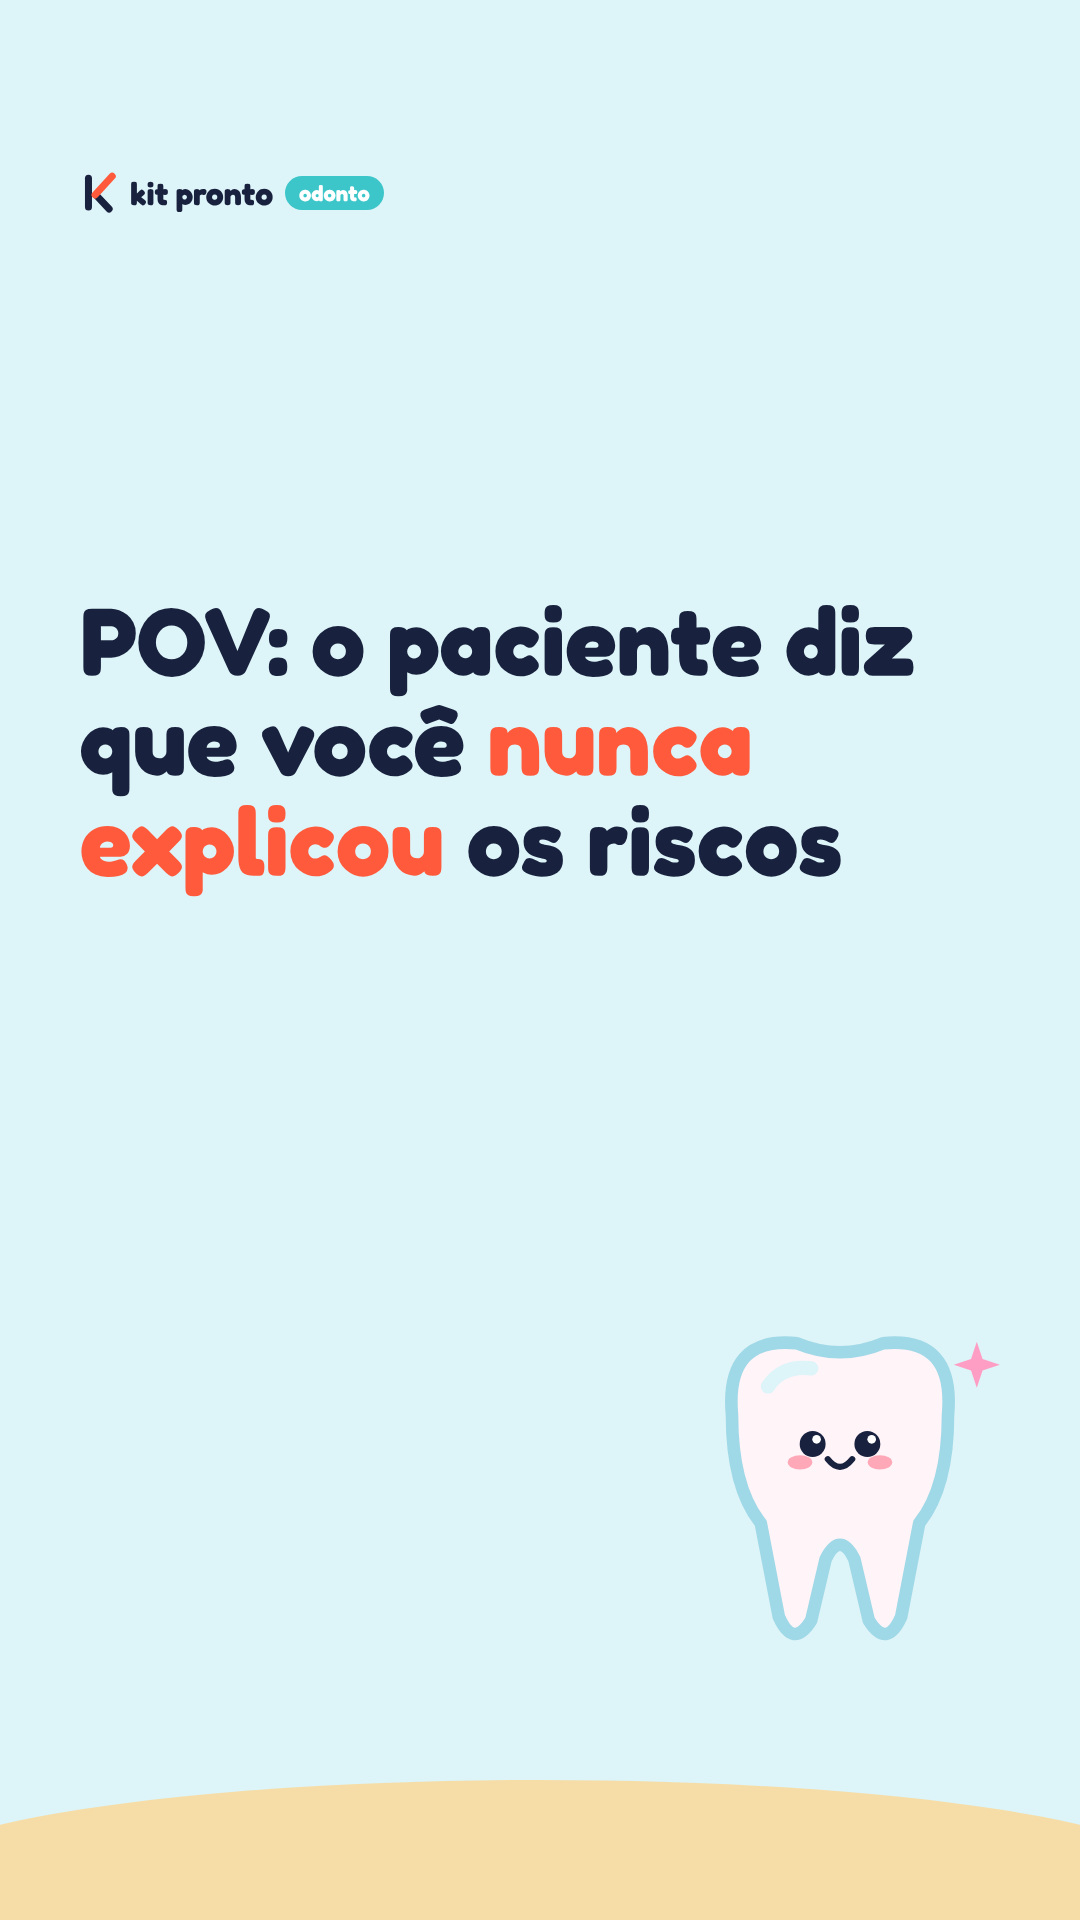 kit pronto odonto
POV: o paciente diz
que você nunca
explicou os riscos